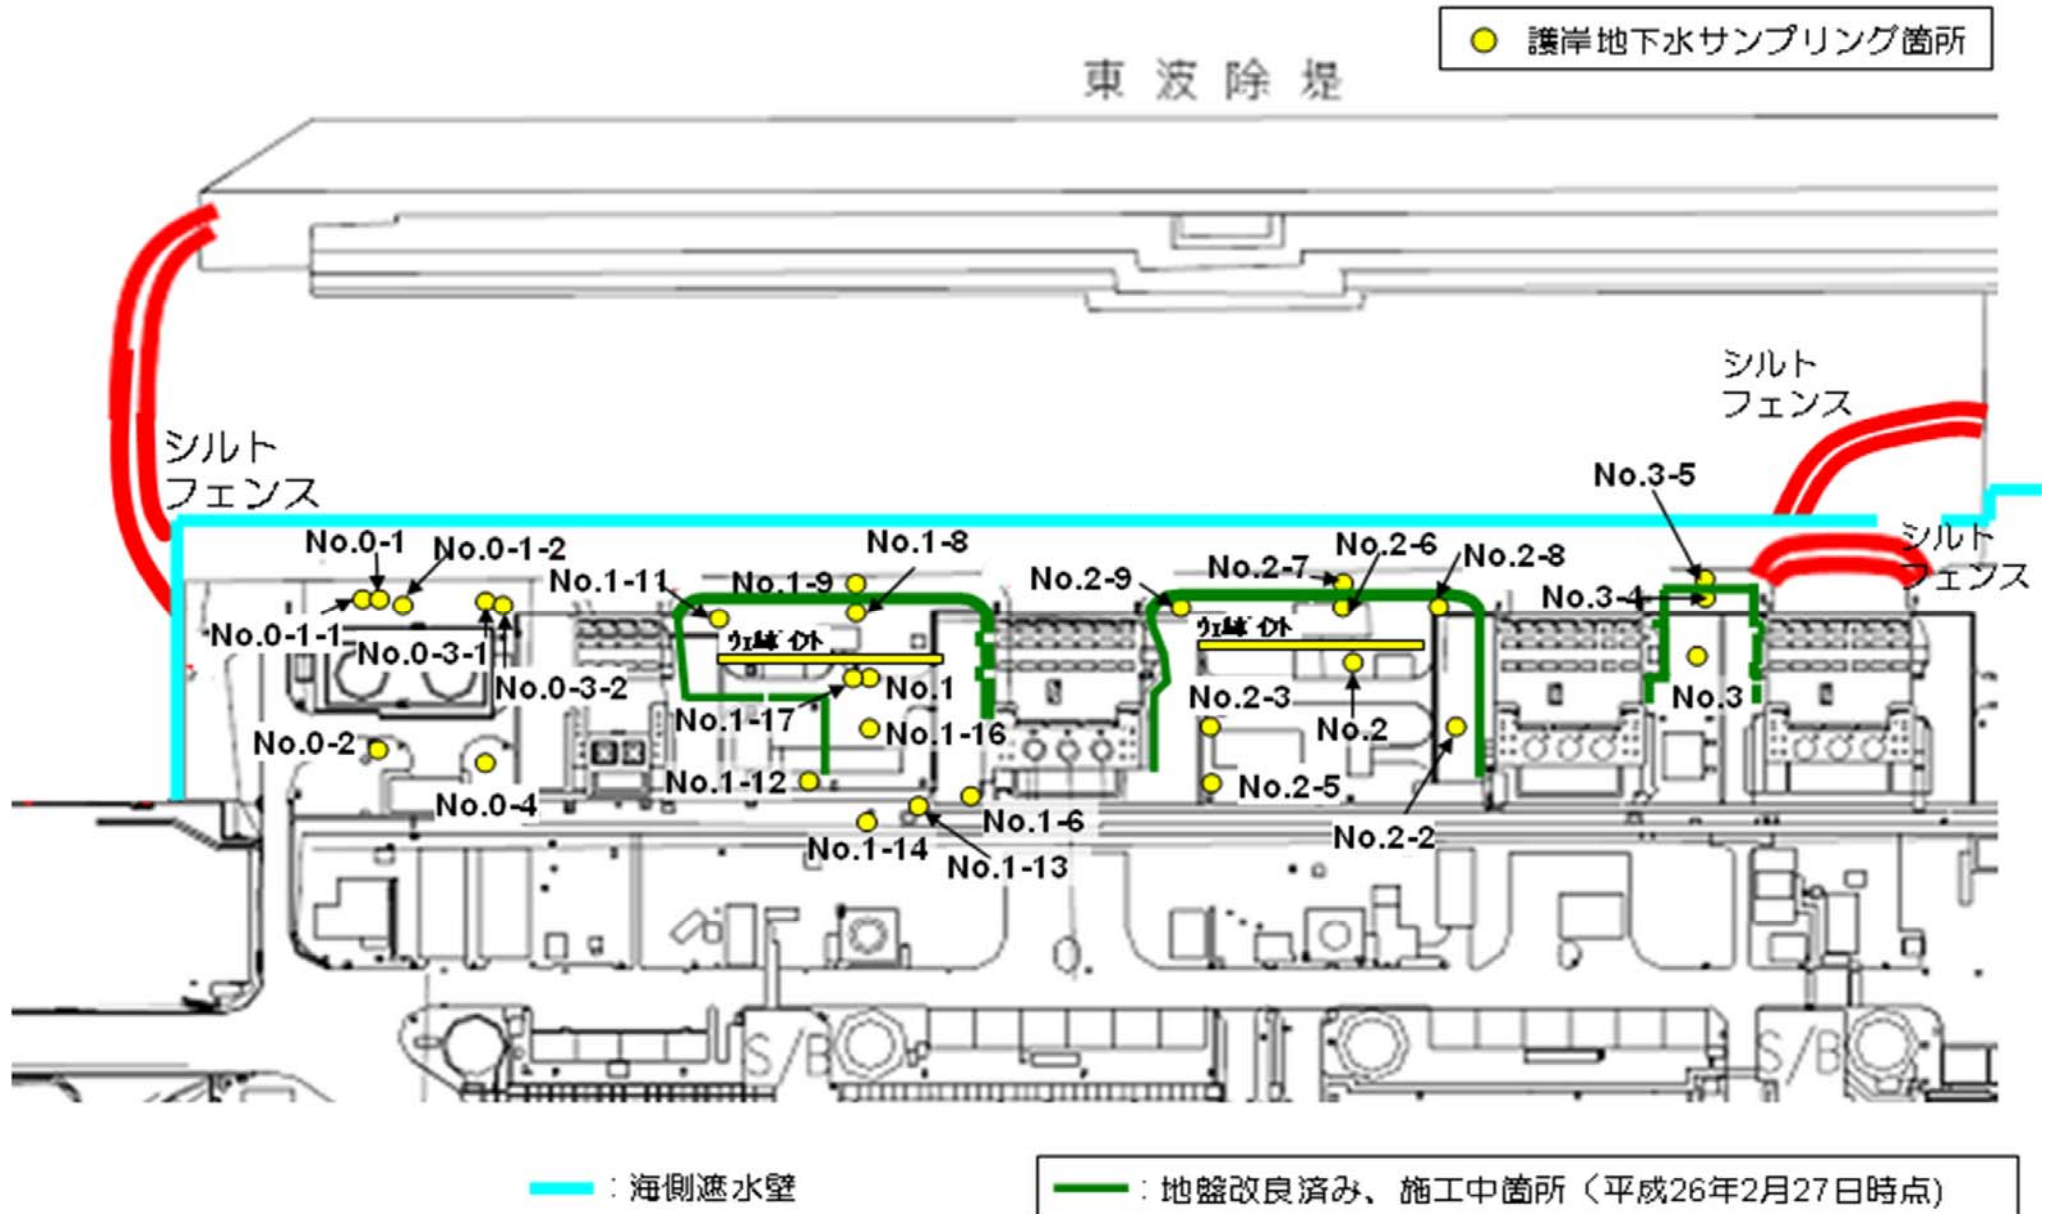 護岸地下水サンプリング箇所
東波除堤
シルト
フェンス
シルト
フェンス
No.3-5
シルト
フェンス
No.0-1
No.0-1-2
No.1-8
No.2-6
No.2-8
No.1-11
No.1-9
No.2-9
No.2-7
No.3-4
No.0-1-1
No.0-3-1
ウェルポイント
ウェルポイント
No.0-3-2
No.1
No.2-3
No.3
No.1-17
No.1-16
No.2
No.0-2
No.1-12
No.2-5
No.0-4
No.1-6
No.2-2
No.1-14
No.1-13
S/B
S/B
:海側遮水壁
:地盤改良済み、施工中箇所(平成26年2月27日時点)